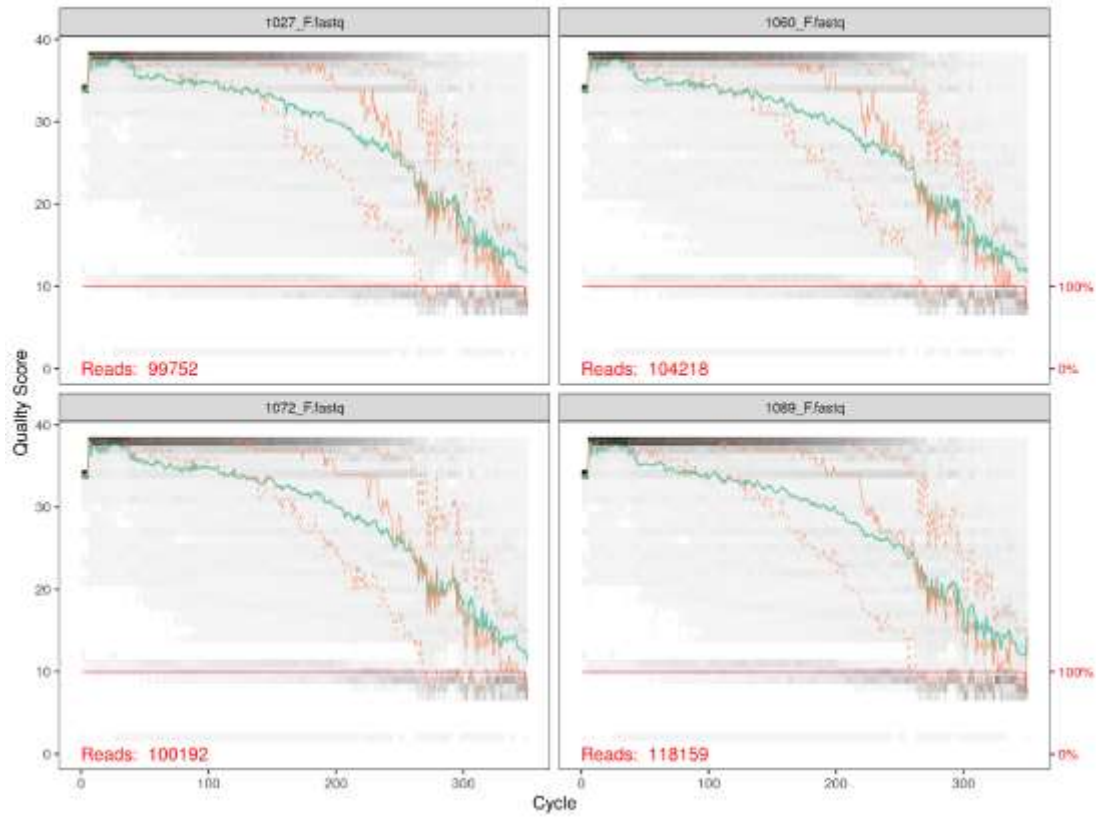 1027_F.fastq
1060_F.fastq
40
30
20
10
0
Reads: 99752
Reads: 104218
100%
0%
Quality Score
1072_F.fastq
1089_F.fastq
40
30
20
10
0
Reads: 100192
Reads: 118159
100%
0%
0 100 200 300
0 100 200 300
Cycle